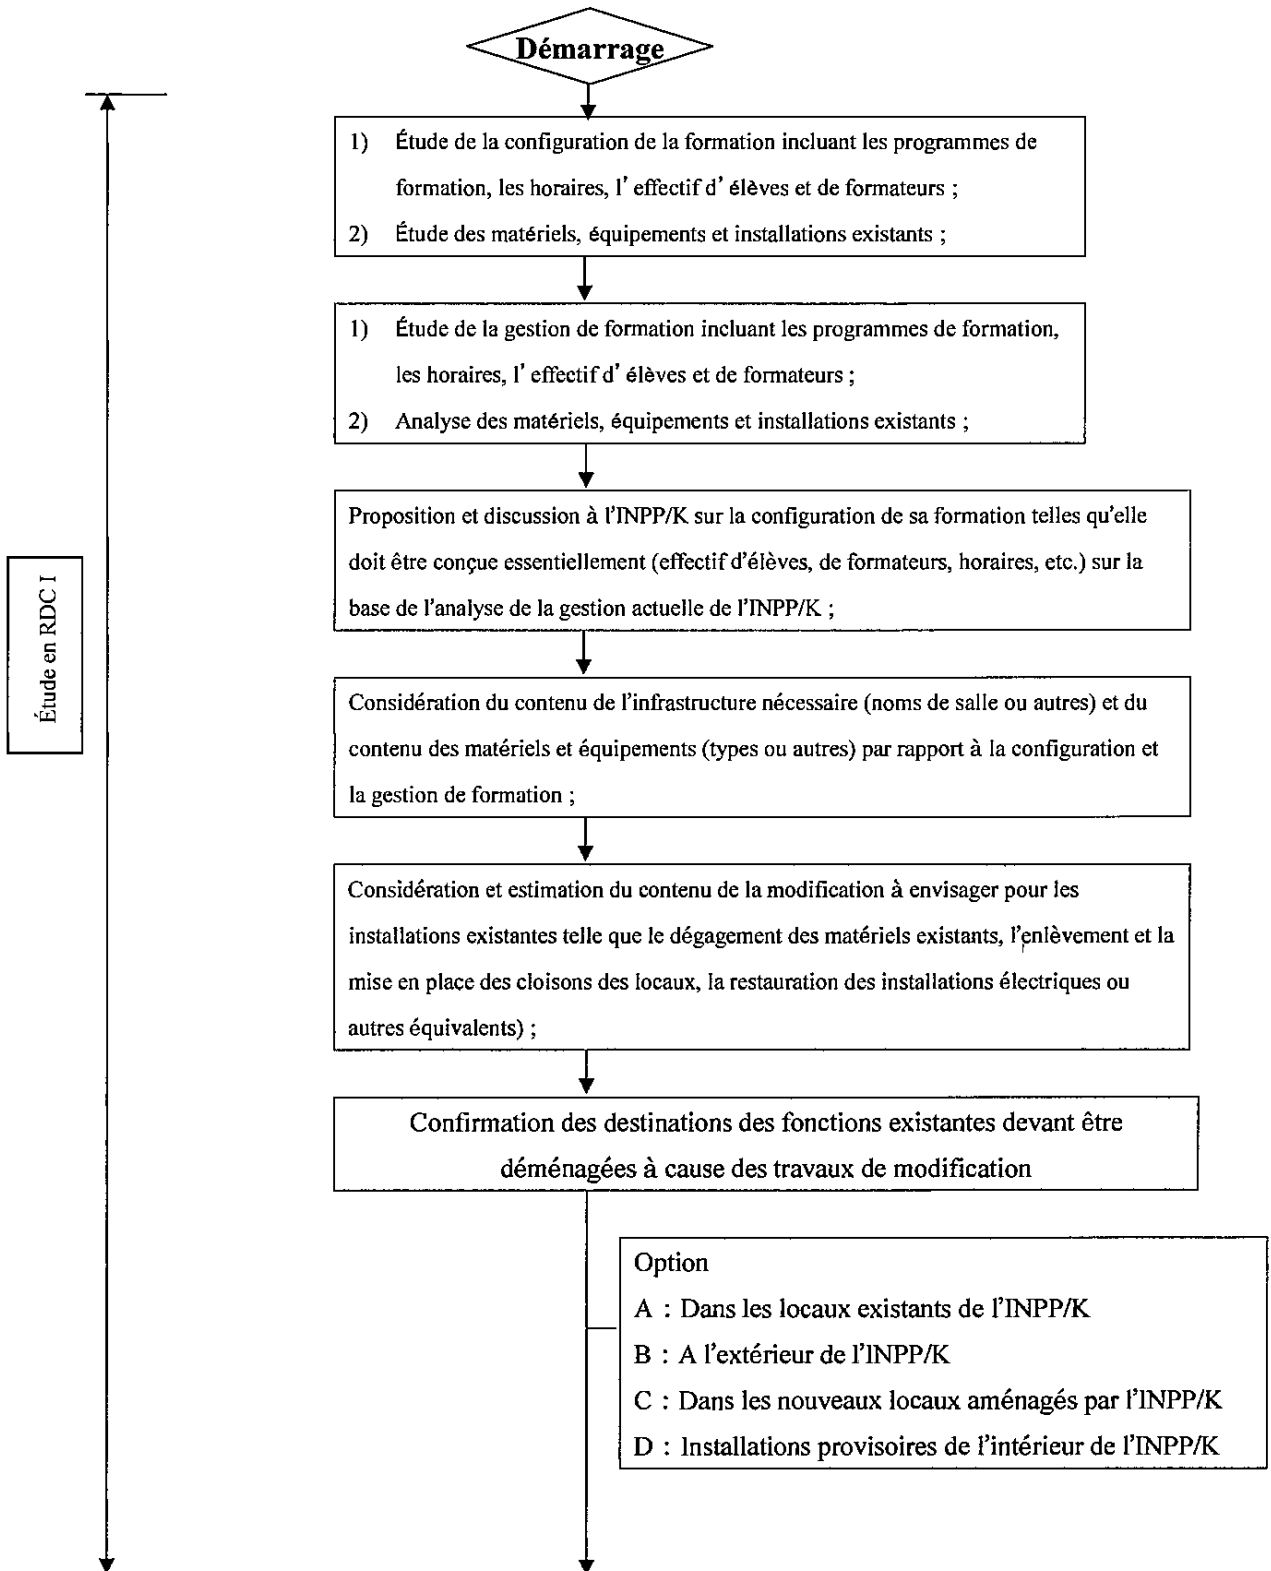 Démarrage
1) Étude de la configuration de la formation incluant les programmes de
formation, les horaires, l' effectif d' élèves et de formateurs ;
2) Étude des matériels, équipements et installations existants ;
1) Étude de la gestion de formation incluant les programmes de formation,
les horaires, l' effectif d' élèves et de formateurs ;
2) Analyse des matériels, équipements et installations existants ;
Proposition et discussion à l'INPP/K sur la configuration de sa formation telles qu'elle
doit être conçue essentiellement (effectif d'élèves, de formateurs, horaires, etc.) sur la
base de l'analyse de la gestion actuelle de l'INPP/K ;
Étude en RDC I
Considération du contenu de l'infrastructure nécessaire (noms de salle ou autres) et du
contenu des matériels et équipements (types ou autres) par rapport à la configuration et
la gestion de formation ;
Considération et estimation du contenu de la modification à envisager pour les
installations existantes telle que le dégagement des matériels existants, l'enlèvement et la
mise en place des cloisons des locaux, la restauration des installations électriques ou
autres équivalents) ;
Confirmation des destinations des fonctions existantes devant être
déménagées à cause des travaux de modification
Option
A : Dans les locaux existants de l'INPP/K
B : A l'extérieur de l'INPP/K
C : Dans les nouveaux locaux aménagés par l'INPP/K
D : Installations provisoires de l'intérieur de l'INPP/K